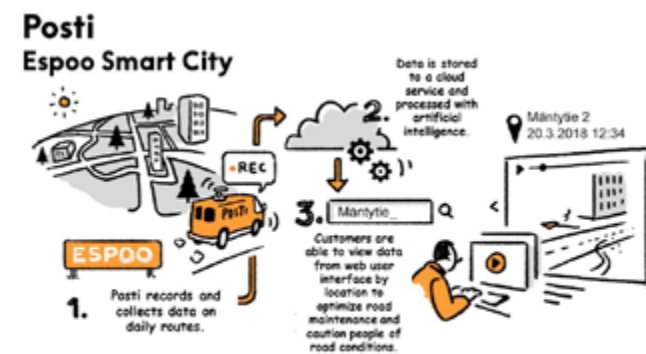 Posti
Espoo Smart City
Data is stored
to a cloud
service and
processed with
artificial
intelligence.
2.
Mäntytie 2
20.3.2018 12:34
•REC
POSTI
3.
Mäntytie_
ESPOO
Customers are
able to view data
from web user
interface by
location to
optimize road
maintenance and
caution people of
road conditions.
1.
Posti records and
collects data on
daily routes.